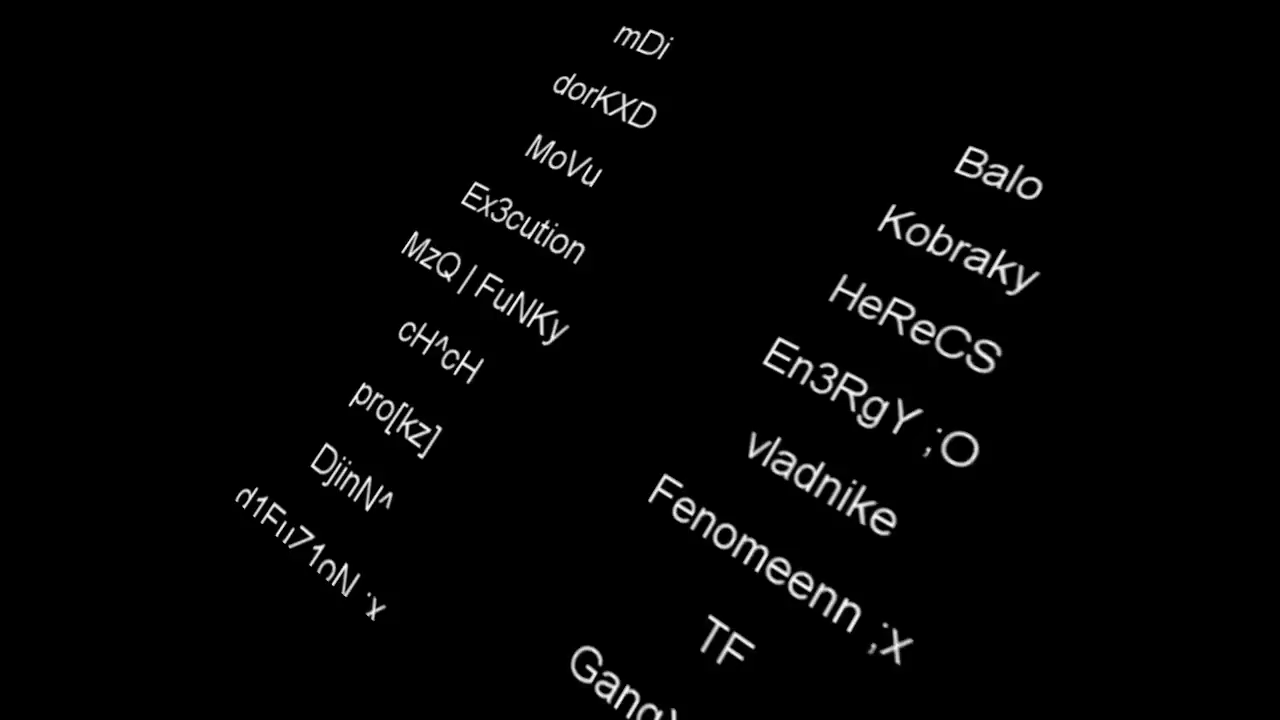 mDi
dorKXD
MoVu
Ex3cution
MzQ | FuNKy
cH^cH
pro[kz]
DjinN^
Balo
Kobraky
HeReCS
En3RgY ;O
vladnike
Fenomeenn ;x
TF